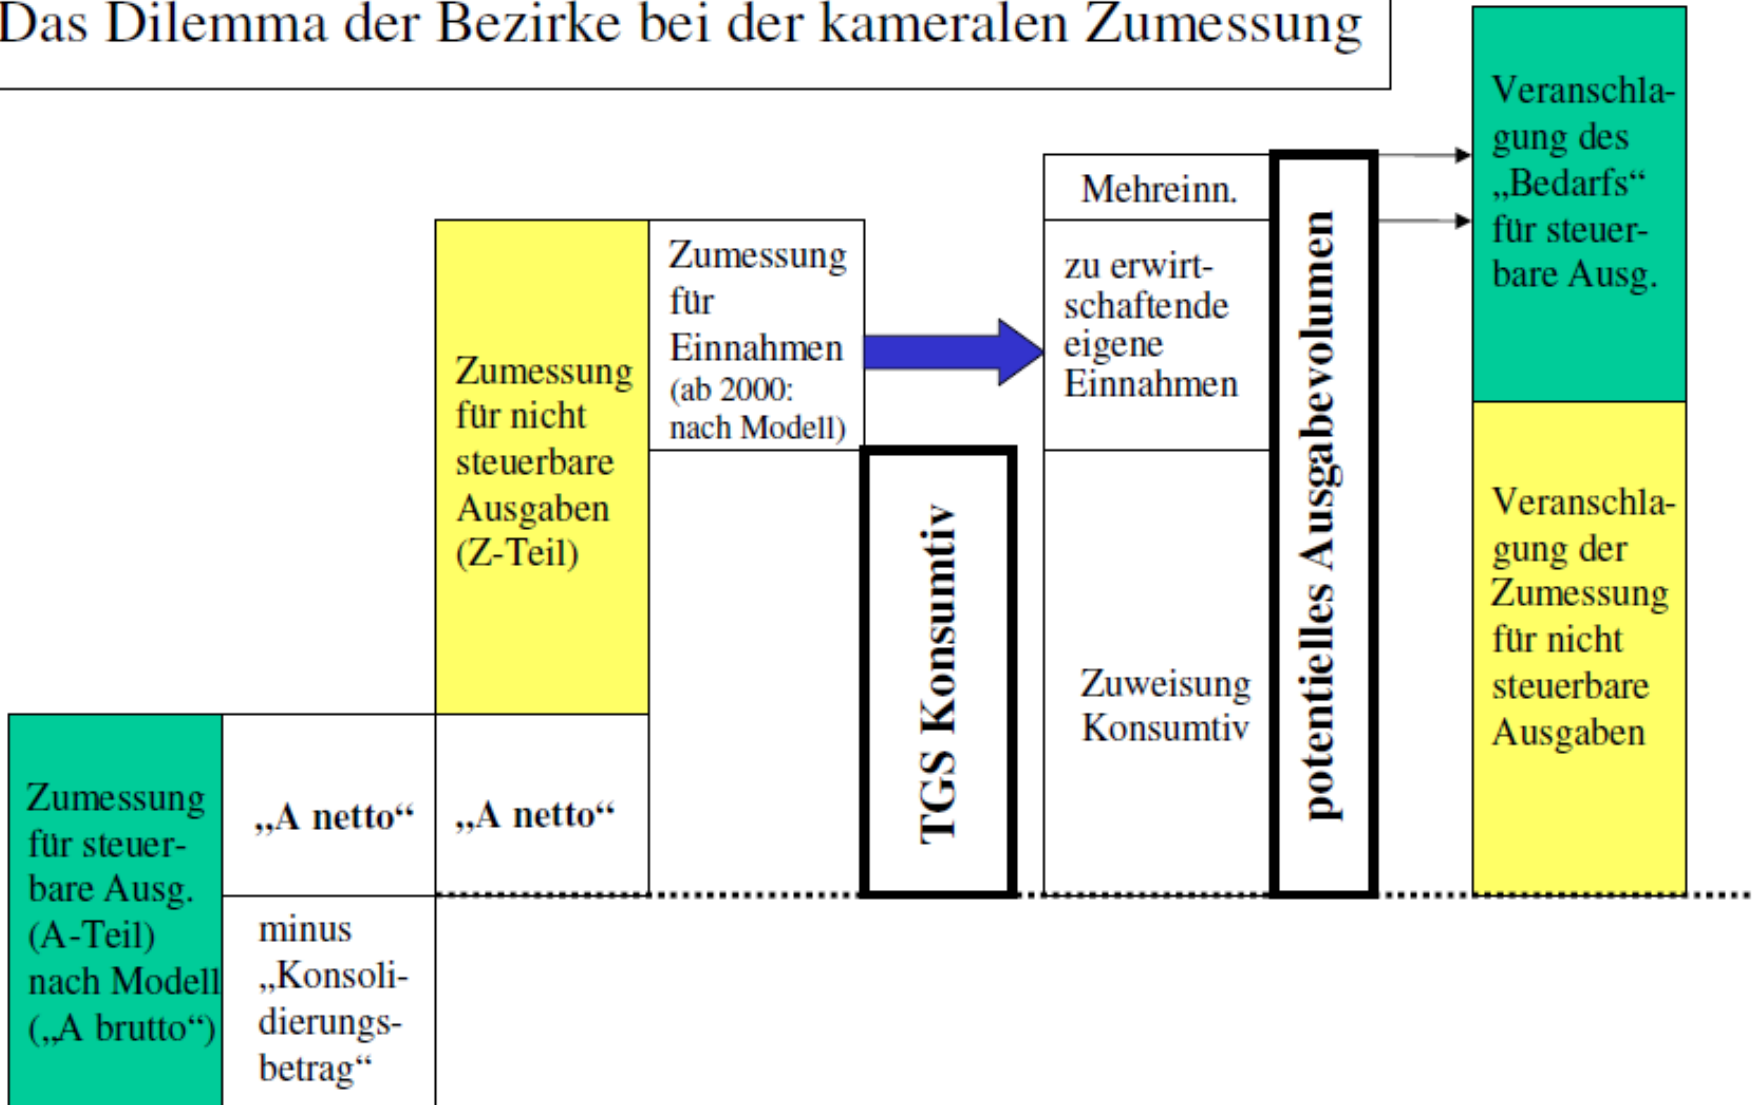 Das Dilemma der Bezirke bei der kameralen Zumessung
Zumessung
für steuer-
bare Ausg.
(A-Teil)
nach Modell
(„A brutto“)
„A netto“
minus
„Konsoli-
dierungs-
betrag“
Zumessung
für nicht
steuerbare
Ausgaben
(Z-Teil)
„A netto“
Zumessung
für
Einnahmen
(ab 2000:
nach Modell)
TGS Konsumtiv
Mehreinn.
zu erwirt-
schaftende
eigene
Einnahmen
Zuweisung
Konsumtiv
potentielles Ausgabevolumen
Veranschla-
gung des
„Bedarfs“
für steuer-
bare Ausg.
Veranschla-
gung der
Zumessung
für nicht
steuerbare
Ausgaben